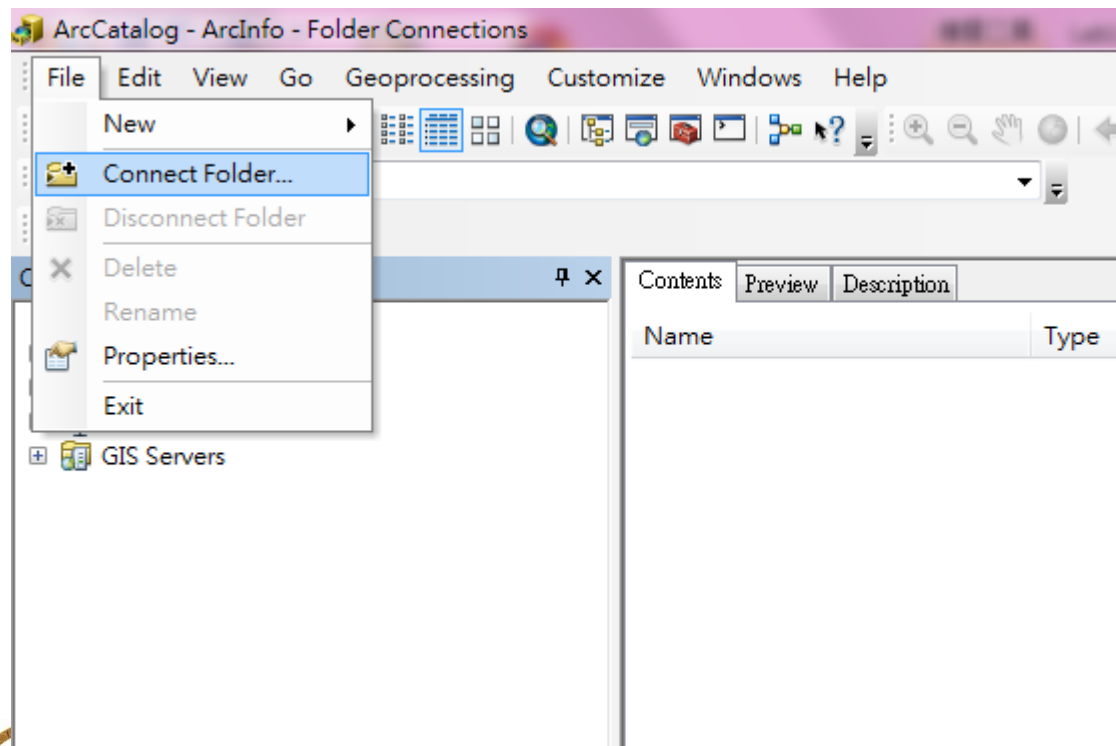 ArcCatalog - ArcInfo - Folder Connections
File Edit View Go Geoprocessing Customize Windows Help
New
Connect Folder...
Disconnect Folder
Delete
Rename
Properties...
Exit
GIS Servers
Contents Preview Description
Name Type